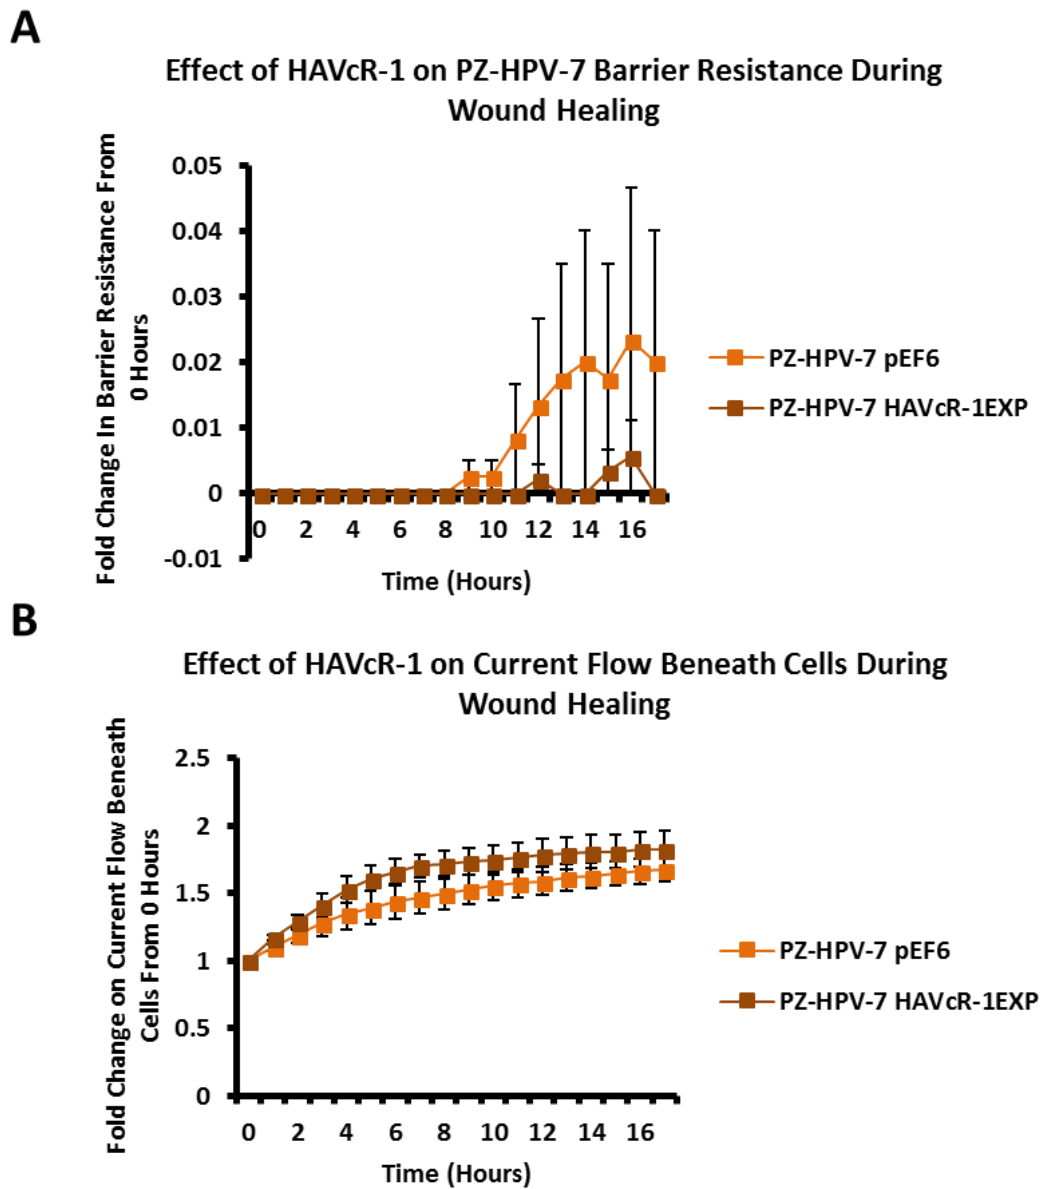 A
Effect of HAVcR-1 on PZ-HPV-7 Barrier Resistance During
Wound Healing
Fold Change In Barrier Resistance From
0 Hours
0.05
0.04
0.03
0.02
0.01
0
-0.01
0 2 4 6 8 10 12 14 16
Time (Hours)
PZ-HPV-7 pEF6
PZ-HPV-7 HAVcR-1EXP
B
Effect of HAVcR-1 on Current Flow Beneath Cells During
Wound Healing
Fold Change on Current Flow Beneath
Cells From 0 Hours
2.5
2
1.5
1
0.5
0
0 2 4 6 8 10 12 14 16
Time (Hours)
PZ-HPV-7 pEF6
PZ-HPV-7 HAVcR-1EXP